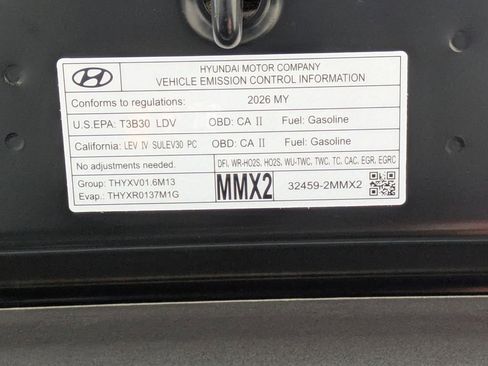 HYUNDAI MOTOR COMPANY
VEHICLE EMISSION CONTROL INFORMATION
Conforms to regulations: 2026 MY
U.S.EPA: T3B30 LDV OBD: CA II Fuel: Gasoline
California: LEV IV SULEV30 PC OBD: CA II Fuel: Gasoline
No adjustments needed.
DFI, WR-HO2S, HO2S, WU-TWC, TWC, TC, CAC, EGR, EGRC
Group: THYXV01.6M13
Evap.: THYXR0137M1G
MMX2
32459-2MMX2